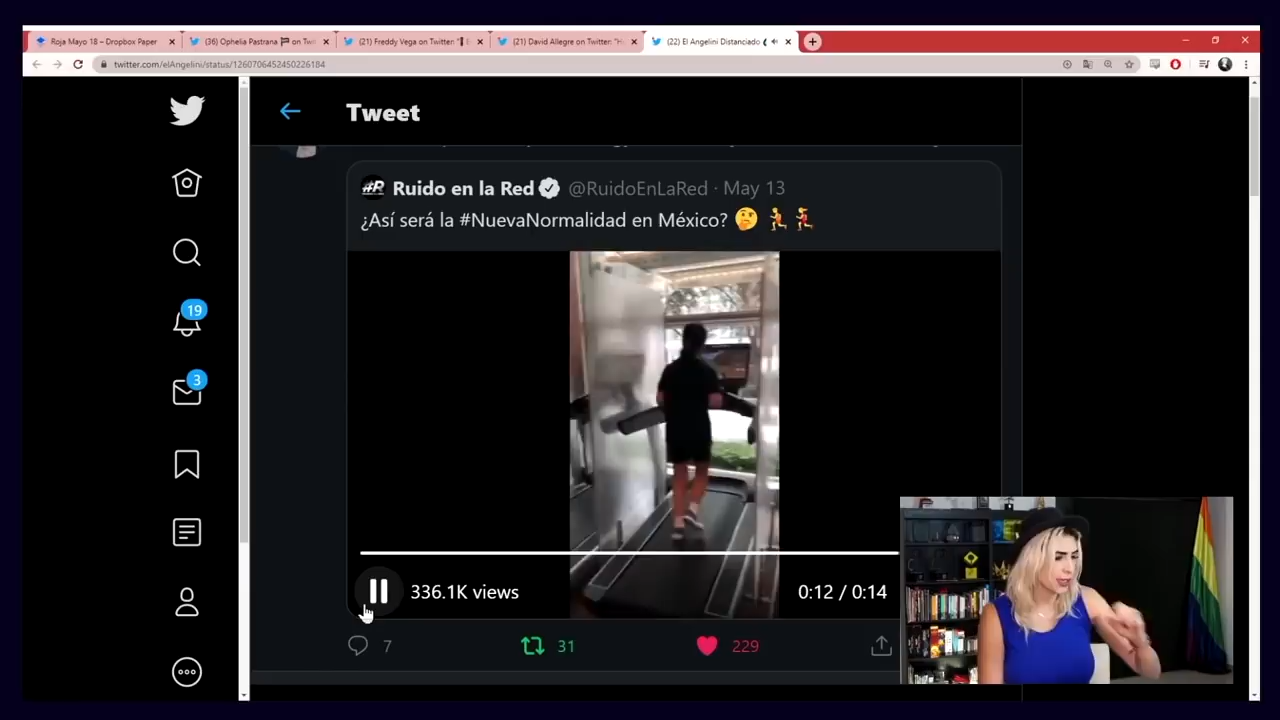 Roja Mayo 18 – Dropbox Paper
(36) Ophelia Pastrana
on Twi
(21) Freddy Vega on Twitter: "
(21) David Allegre on Twitter: "H
(22) El Angelini Distanciado
twitter.com/elAngelini/status/1260706452450226184
Tweet
#R Ruido en la Red @RuidoEnLaRed · May 13
¿Así será la #NuevaNormalidad en México?
19
3
336.1K views
0:12 / 0:14
7
31
229